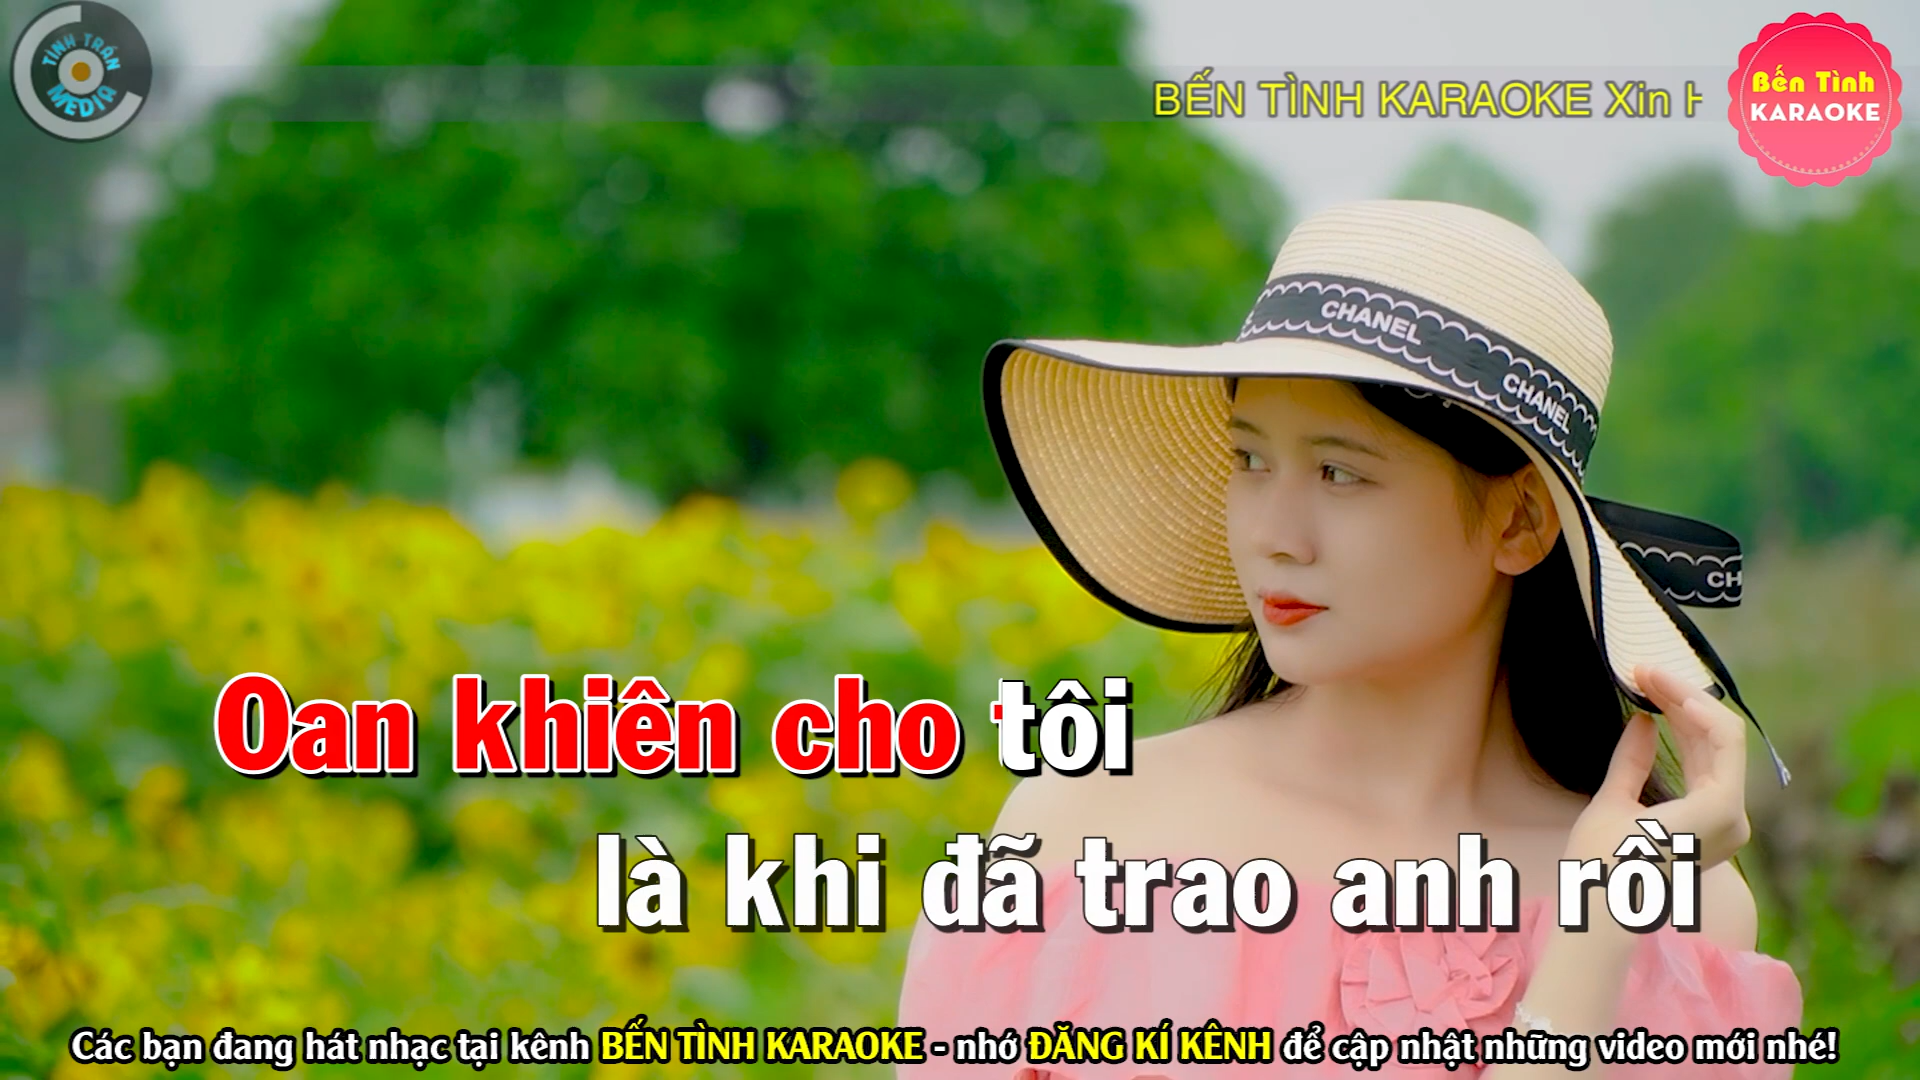 TÌNH TRẦN
MEDIA
BẾN TÌNH KARAOKE Xin H
Bến Tình
KARAOKE
CHANEL
CHANEL
CH
Oan khiên cho tôi
là khi đã trao anh rồi
Các bạn đang hát nhạc tại kênh BẾN TÌNH KARAOKE - nhớ ĐĂNG KÍ KÊNH để cập nhật những video mới nhé!